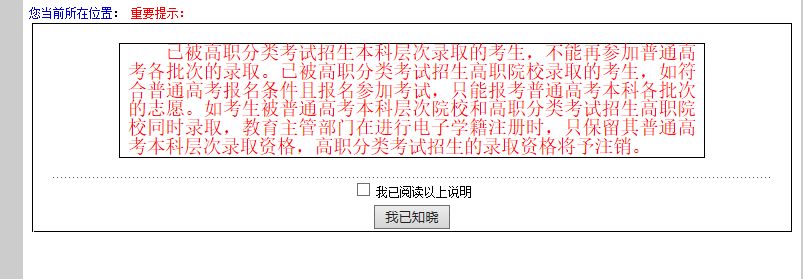 您当前所在位置： 重要提示：
已被高职分类考试招生本科层次录取的考生，不能再参加普通高
考各批次的录取。已被高职分类考试招生高职院校录取的考生，如符
合普通高考报名条件且报名参加考试，只能报考普通高考本科各批次
的志愿。如考生被普通高考本科层次院校和高职分类考试招生高职院
校同时录取，教育主管部门在进行电子学籍注册时，只保留其普通高
考本科层次录取资格，高职分类考试招生的录取资格将予注销。
我已阅读以上说明
我已知晓